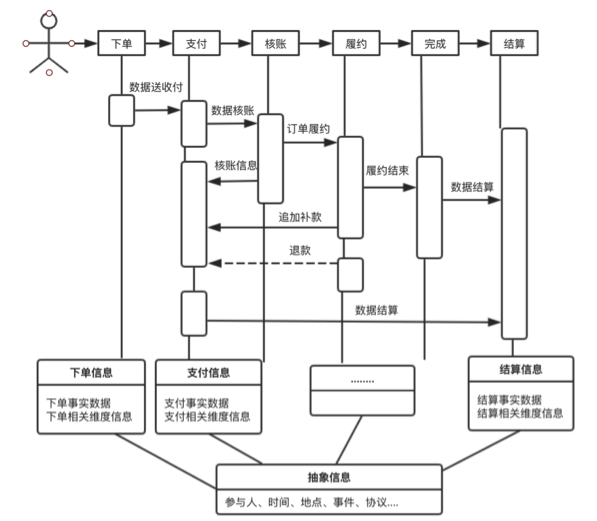 下单
支付
核账
履约
完成
结算
数据送收付
数据核账
订单履约
核账信息
履约结束
数据结算
追加补款
退款
数据结算
下单信息
下单事实数据
下单相关维度信息
支付信息
支付事实数据
支付相关维度信息
........
结算信息
结算事实数据
结算相关维度信息
抽象信息
参与人、时间、地点、事件、协议....